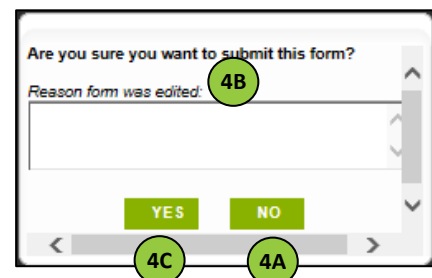 Are you sure you want to submit this form?
Reason form was edited:
4B
YES NO
4C 4A